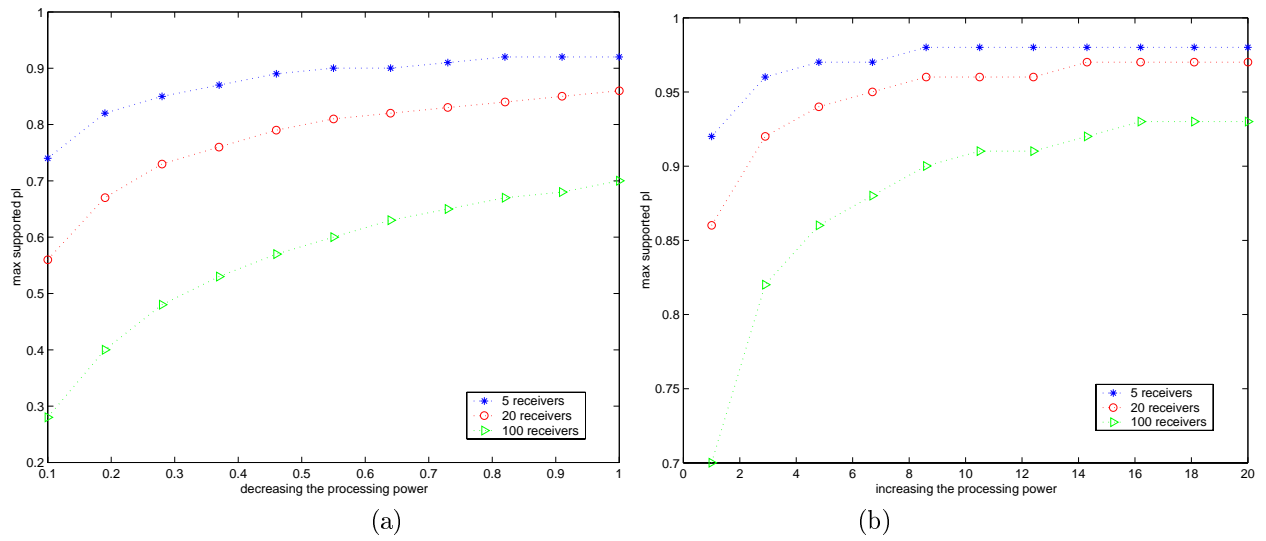 1
0.9
0.8
0.7
0.6
0.5
0.4
0.3
0.2
max supported pl
0.1 0.2 0.3 0.4 0.5 0.6 0.7 0.8 0.9 1
decreasing the processing power
5 receivers
20 receivers
100 receivers
(a)
1
0.95
0.9
0.85
0.8
0.75
0.7
max supported pl
0 2 4 6 8 10 12 14 16 18 20
increasing the processing power
5 receivers
20 receivers
100 receivers
(b)